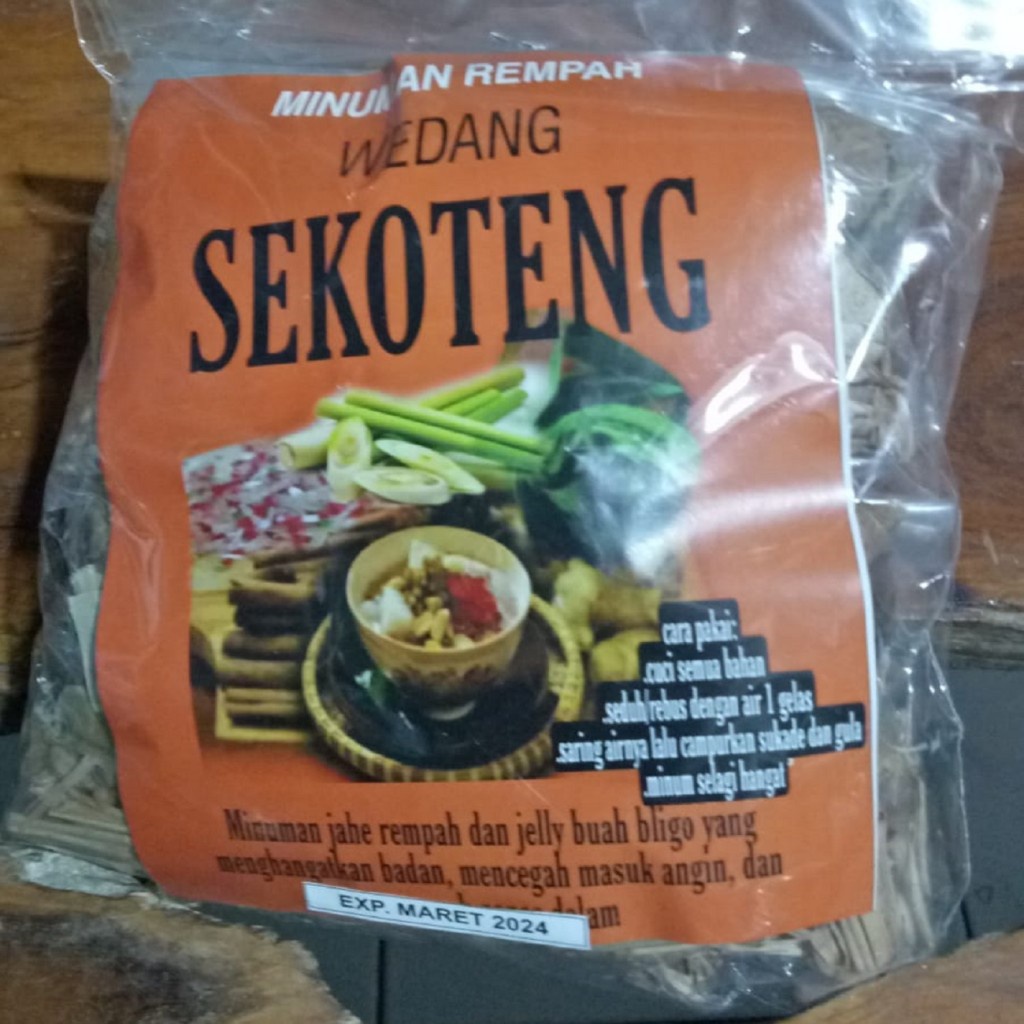 MINUMAN REMPAH
WEDANG
SEKOTENG
cara pakai:
.cuci semua bahan
.seduh/rebus dengan air 1 gelas
.saring airnya lalu campurkan sukade dan gula
.minum selagi hangat
Minuman jahe rempah dan jelly buah bligo yang
menghangatkan badan, mencegah masuk angin, dan
dalam
EXP. MARET 2024